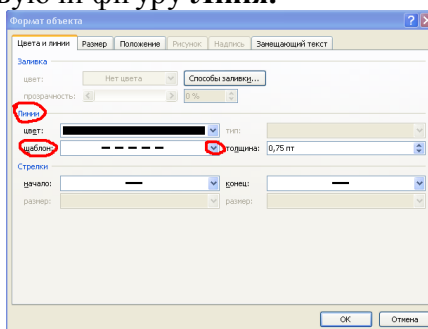 вую фигуру Линия.
Формат объекта
Цвета и линии Размер Положение Рисунок Надпись Замещающий текст
Заливка
цвет: Нет цвета Способы заливки...
прозрачность: 0 %
Линии
цвет: тип:
шаблон: толщина: 0,75 пт
Стрелки
начало: конец:
размер: размер:
ОК Отмена